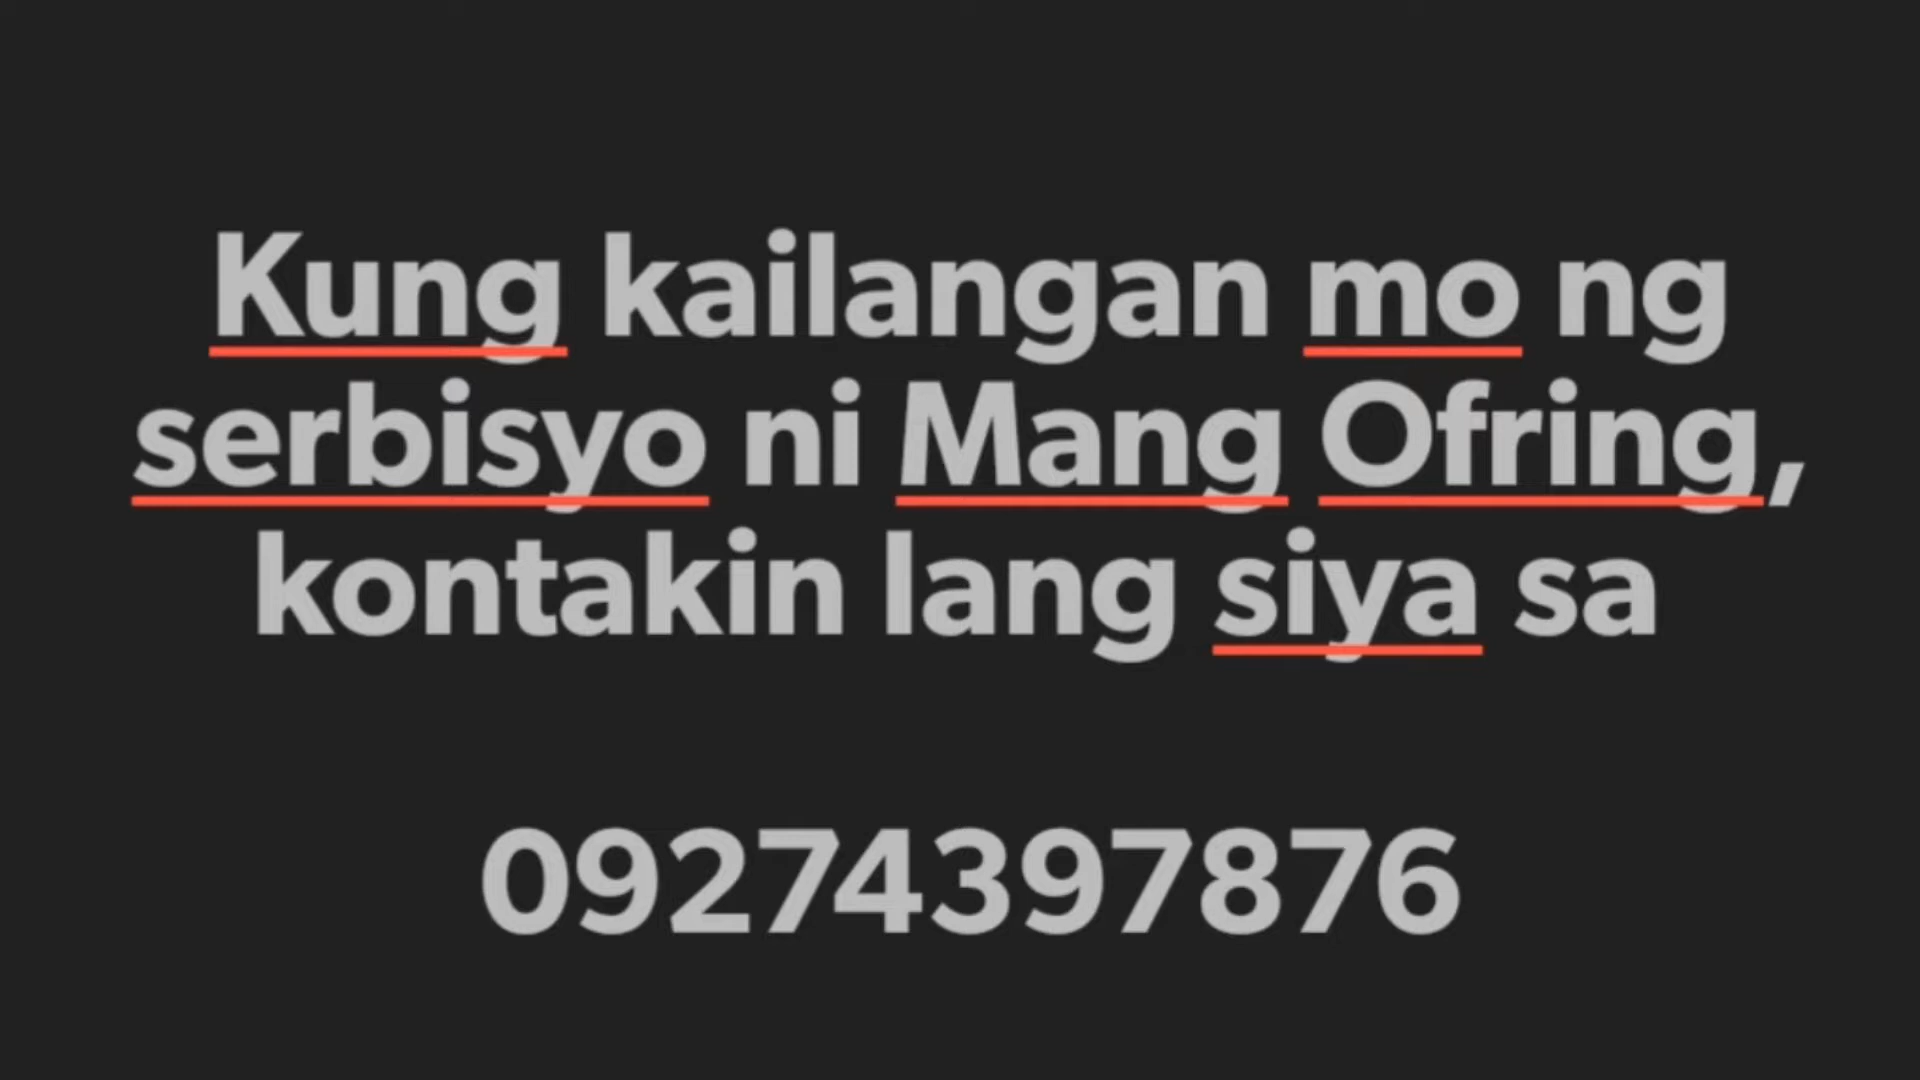 Kung kailangan mo ng
serbisyo ni Mang Ofring,
kontakin lang siya sa
09274397876